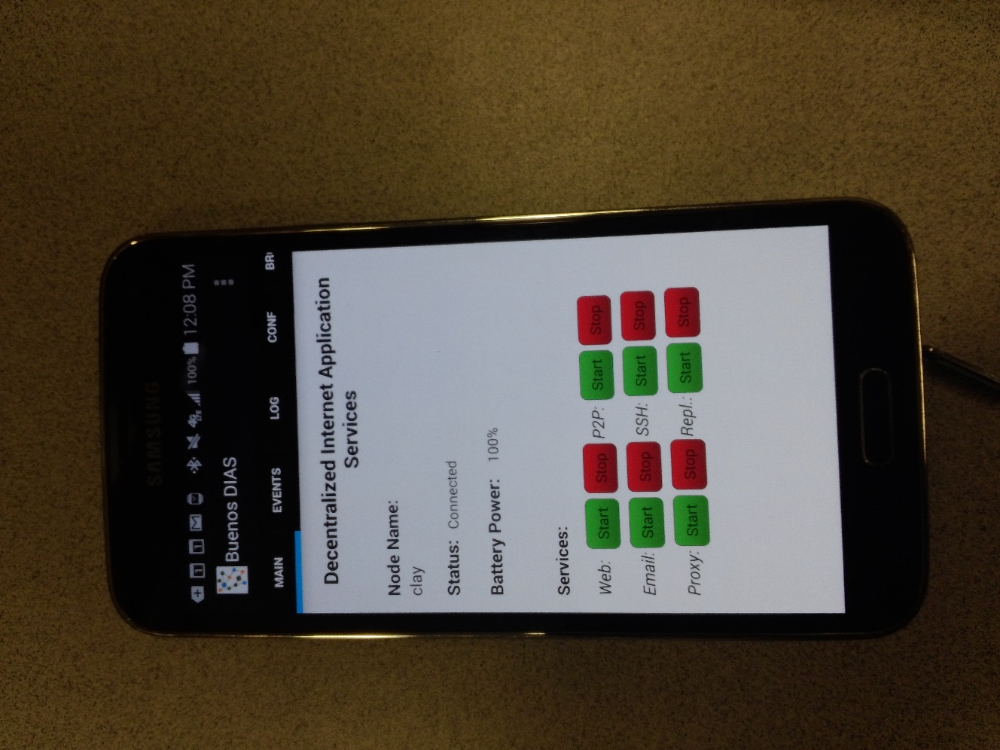 SAMSUNG
100% 12:08 PM
Buenos DIAS
MAIN EVENTS LOG CONF BR
Decentralized Internet Application
Services
Node Name:
clay
Status: Connected
Battery Power: 100%
Services:
Web: Start Stop P2P: Start Stop
Email: Start Stop SSH: Start Stop
Proxy: Start Stop Repl.: Start Stop